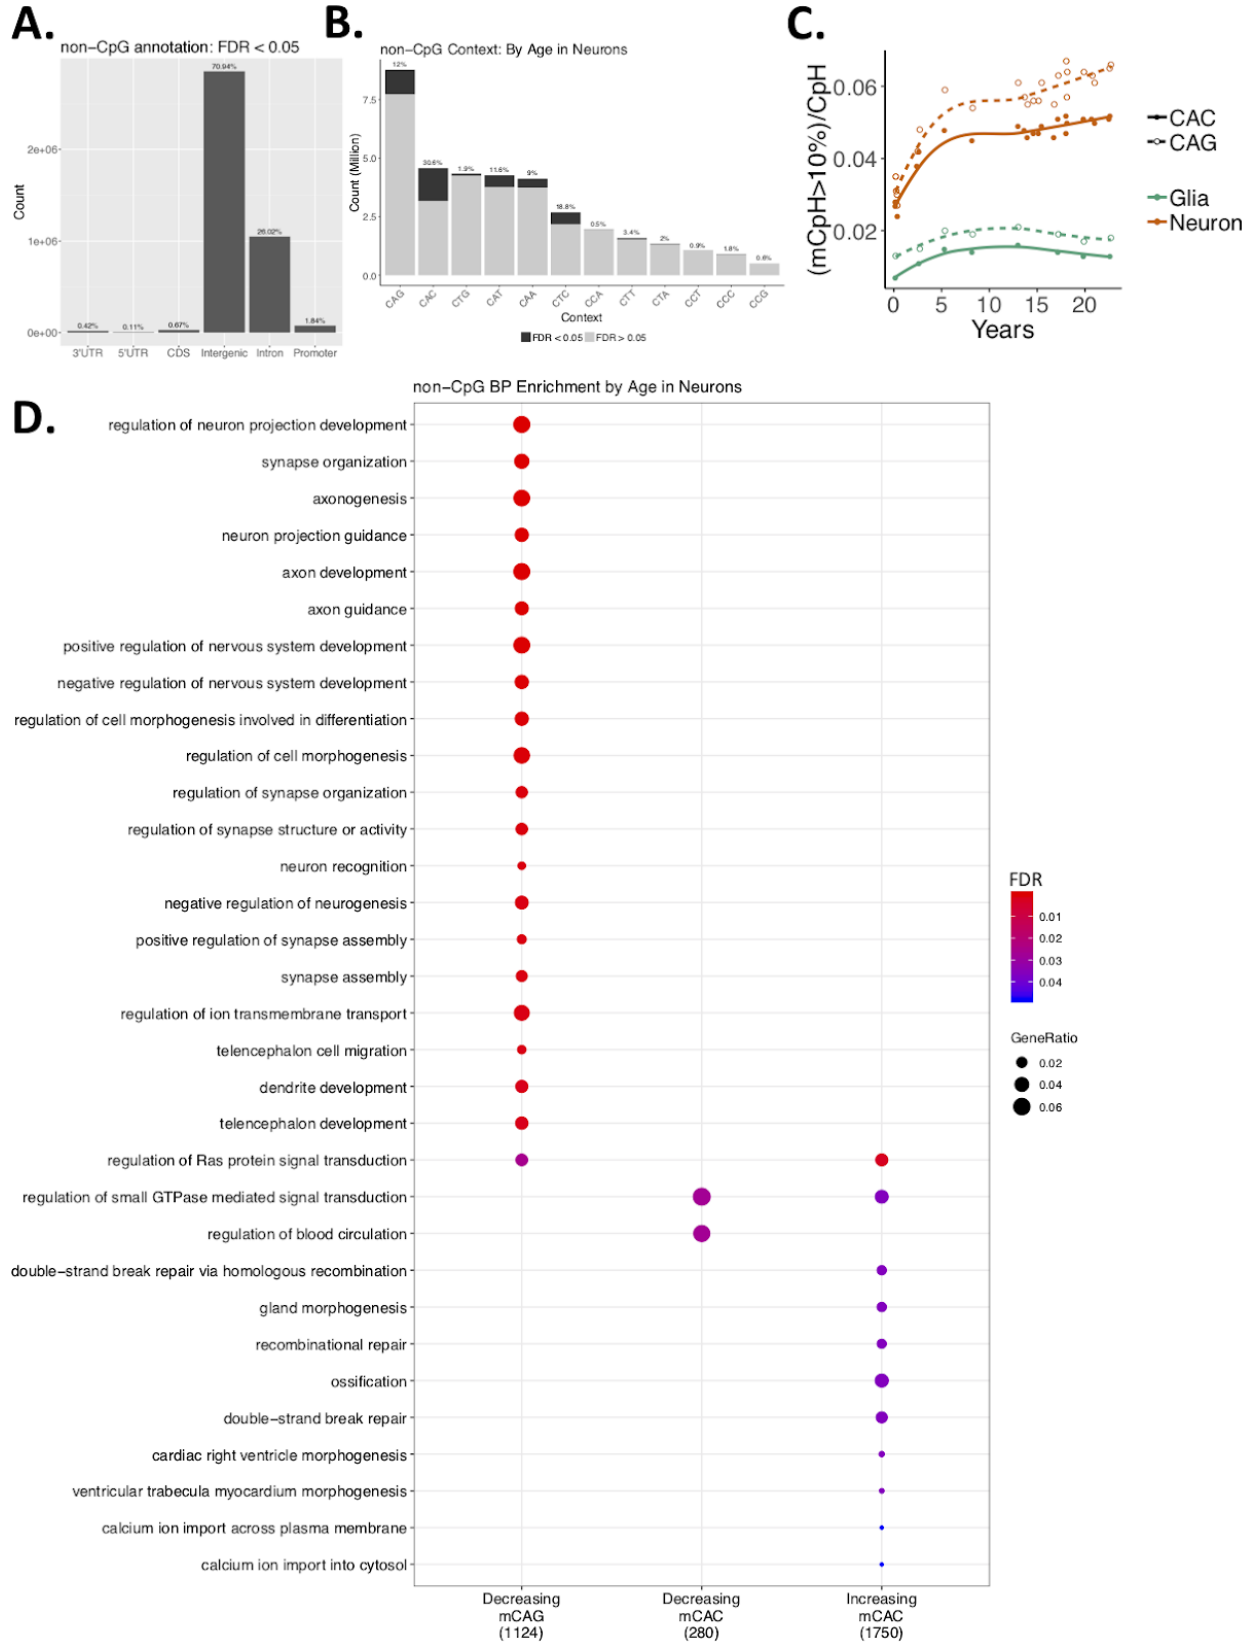 A.
non−CpG annotation: FDR < 0.05
Count
2e+06
1e+06
0e+00
0.42%
0.11%
0.67%
70.94%
26.02%
1.84%
3'UTR
5'UTR
CDS
Intergenic
Intron
Promoter
B.
non−CpG Context: By Age in Neurons
Count (Million)
7.5
5.0
2.5
0.0
12%
30.6%
1.9%
11.6%
9%
18.8%
0.5%
3.4%
2%
0.9%
1.8%
0.6%
CAG
CAC
CTG
CAT
CAA
CTC
CCA
CTT
CTA
CCT
CCC
CCG
Context
FDR < 0.05
FDR > 0.05
C.
(mCpH>10%)/CpH
0.06
0.04
0.02
0
5
10
15
20
Years
CAC
CAG
Glia
Neuron
D.
non−CpG BP Enrichment by Age in Neurons
regulation of neuron projection development
synapse organization
axonogenesis
neuron projection guidance
axon development
axon guidance
positive regulation of nervous system development
negative regulation of nervous system development
regulation of cell morphogenesis involved in differentiation
regulation of cell morphogenesis
regulation of synapse organization
regulation of synapse structure or activity
neuron recognition
negative regulation of neurogenesis
positive regulation of synapse assembly
synapse assembly
regulation of ion transmembrane transport
telencephalon cell migration
dendrite development
telencephalon development
regulation of Ras protein signal transduction
regulation of small GTPase mediated signal transduction
regulation of blood circulation
double−strand break repair via homologous recombination
gland morphogenesis
recombinational repair
ossification
double−strand break repair
cardiac right ventricle morphogenesis
ventricular trabecula myocardium morphogenesis
calcium ion import across plasma membrane
calcium ion import into cytosol
Decreasing
mCAG
(1124)
Decreasing
mCAC
(280)
Increasing
mCAC
(1750)
FDR
0.01
0.02
0.03
0.04
GeneRatio
0.02
0.04
0.06